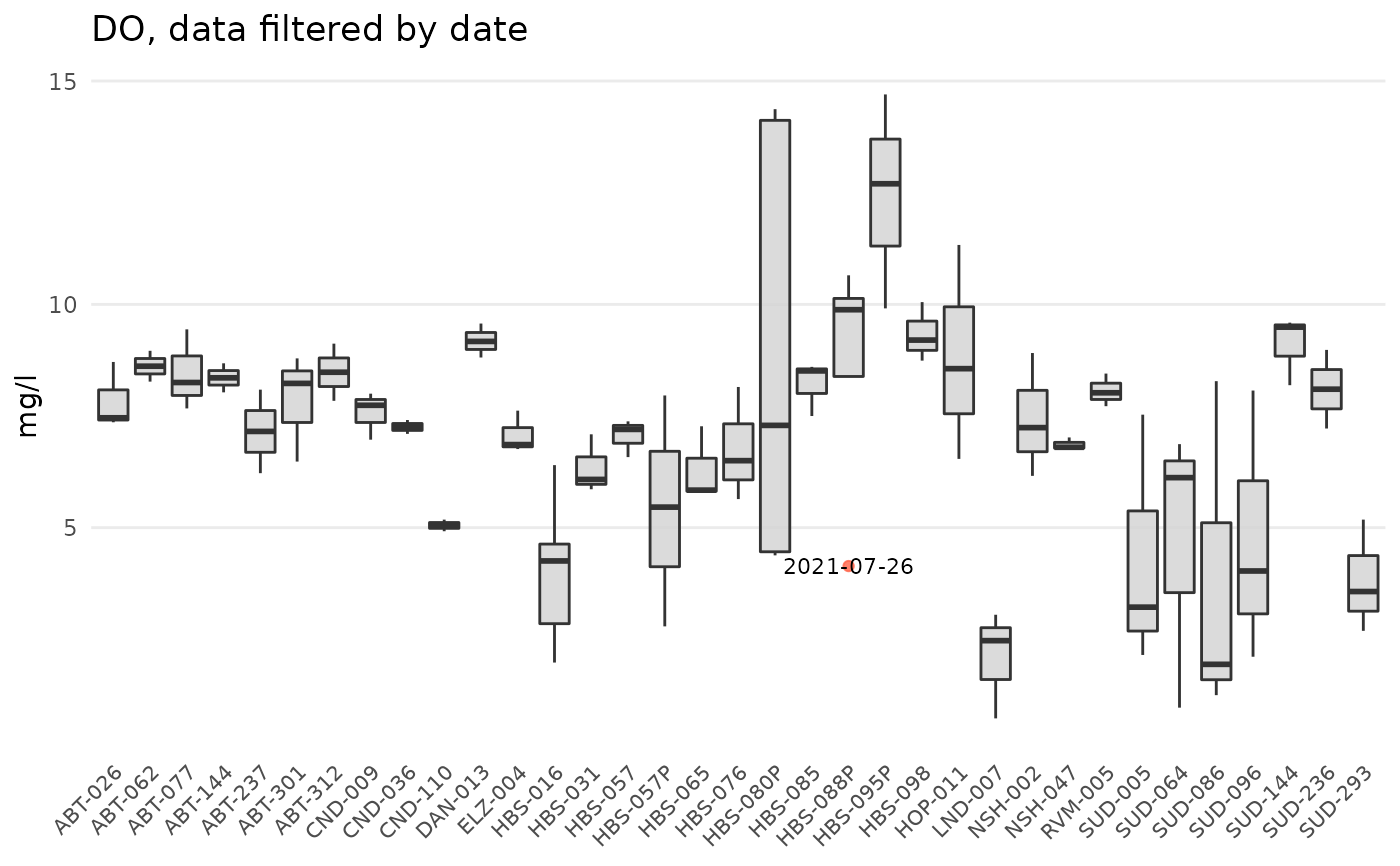 DO, data filtered by date
mg/l
15
10
5
2021-07-26
ABT-026
ABT-062
ABT-077
ABT-144
ABT-237
ABT-301
ABT-312
CND-009
CND-036
CND-110
DAN-013
ELZ-004
HBS-016
HBS-031
HBS-057
HBS-057P
HBS-065
HBS-076
HBS-080P
HBS-085
HBS-088P
HBS-095P
HBS-098
HOP-011
LND-007
NSH-002
NSH-047
RVM-005
SUD-005
SUD-064
SUD-086
SUD-096
SUD-144
SUD-236
SUD-293